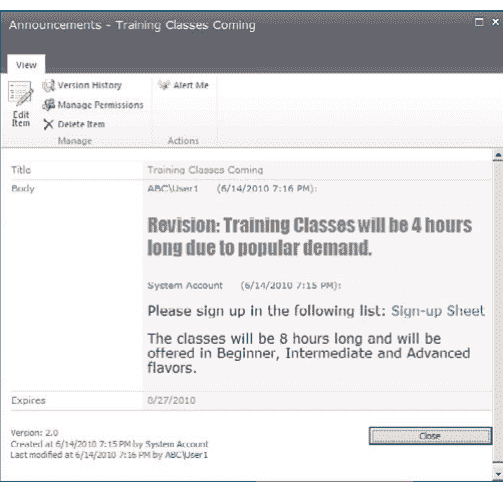 Announcements - Training Classes Coming
View
Version History
Alert Me
Manage Permissions
Edit
Item
Delete Item
Manage
Actions
Title
Training Classes Coming
Body
ABC\User1 (6/14/2010 7:16 PM):
Revision: Training Classes will be 4 hours
long due to popular demand.
System Account (6/14/2010 7:15 PM):
Please sign up in the following list: Sign-up Sheet
The classes will be 8 hours long and will be
offered in Beginner, Intermediate and Advanced
flavors.
Expires
8/27/2010
Version: 2.0
Created at 6/14/2010 7:15 PM by System Account
Close
Last modified at 6/14/2010 7:16 PM by ABC\User1